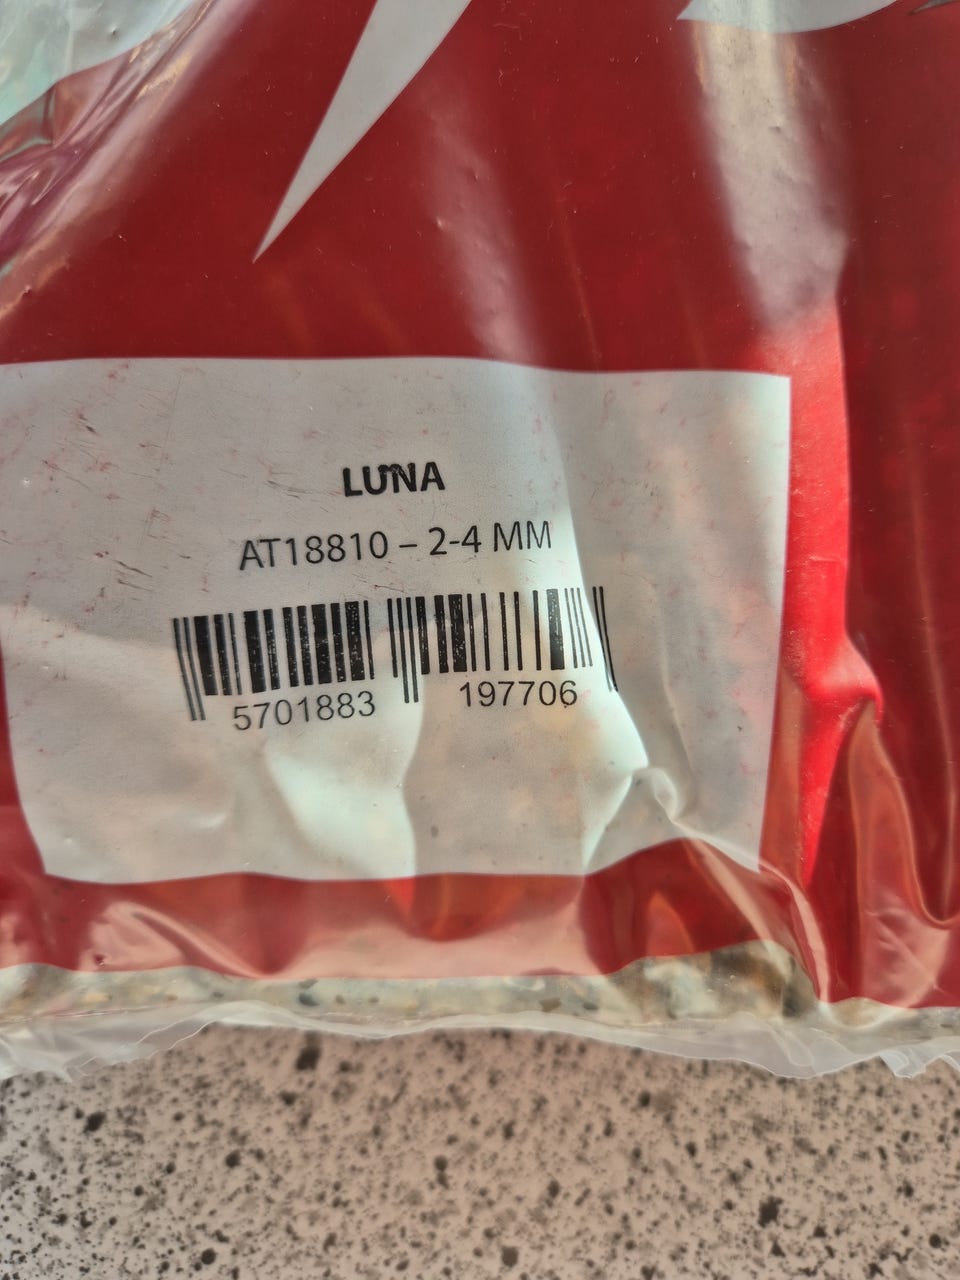 LUNA
AT18810 – 2-4 MM
5701883 197706